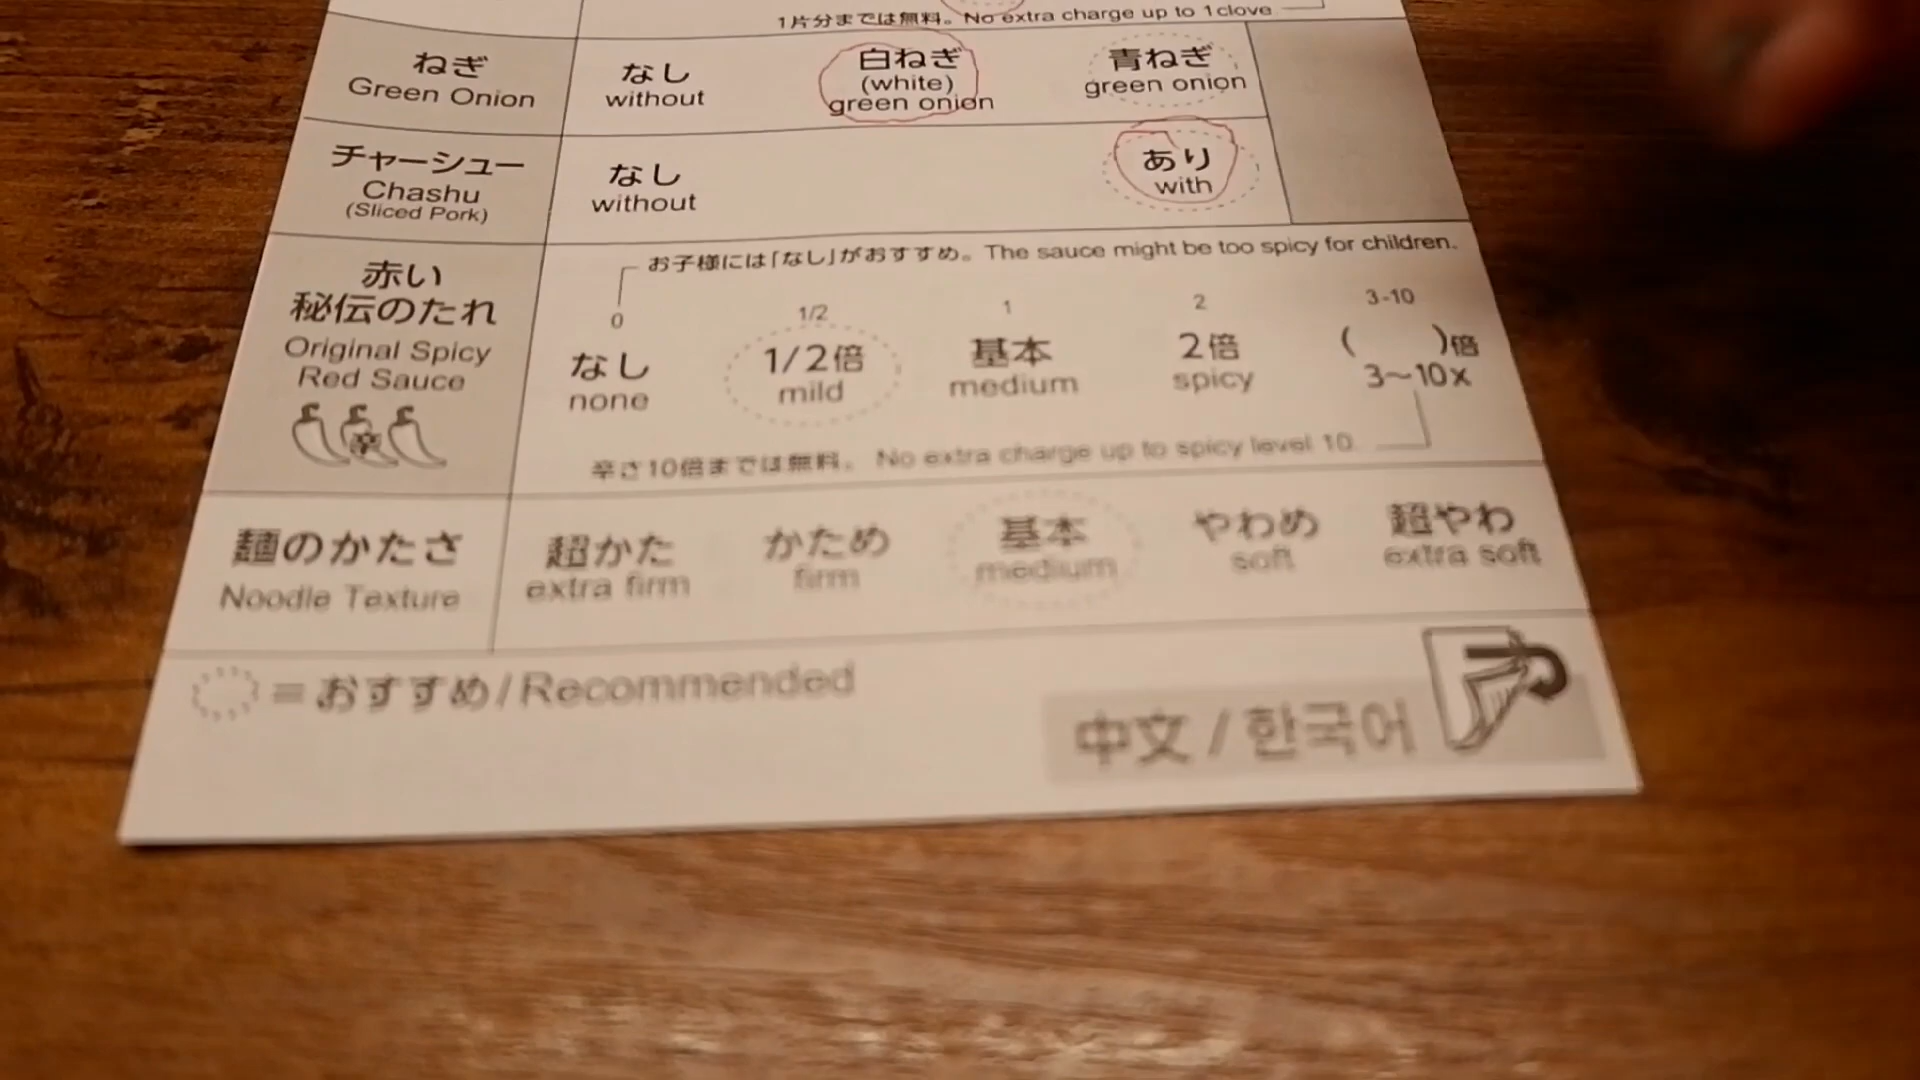 1片分までは無料。No extra charge up to 1clove
ねぎ
Green Onion
なし
without
白ねぎ
(white)
green onion
青ねぎ
green onion
チャーシュー
Chashu
(Sliced Pork)
なし
without
あり
with
赤い
秘伝のたれ
Original Spicy
Red Sauce
辛
お子様には「なし」がおすすめ。The sauce might be too spicy for children.
0
なし
none
1/2
1/2倍
mild
1
基本
medium
2
2倍
spicy
3-10
( )倍
3〜10x
辛さ10倍までは無料。 No extra charge up to spicy level 10.
麺のかたさ
Noodle Texture
超かた
extra firm
かため
firm
基本
medium
やわめ
soft
超やわ
extra soft
= おすすめ/Recommended
中文/한국어